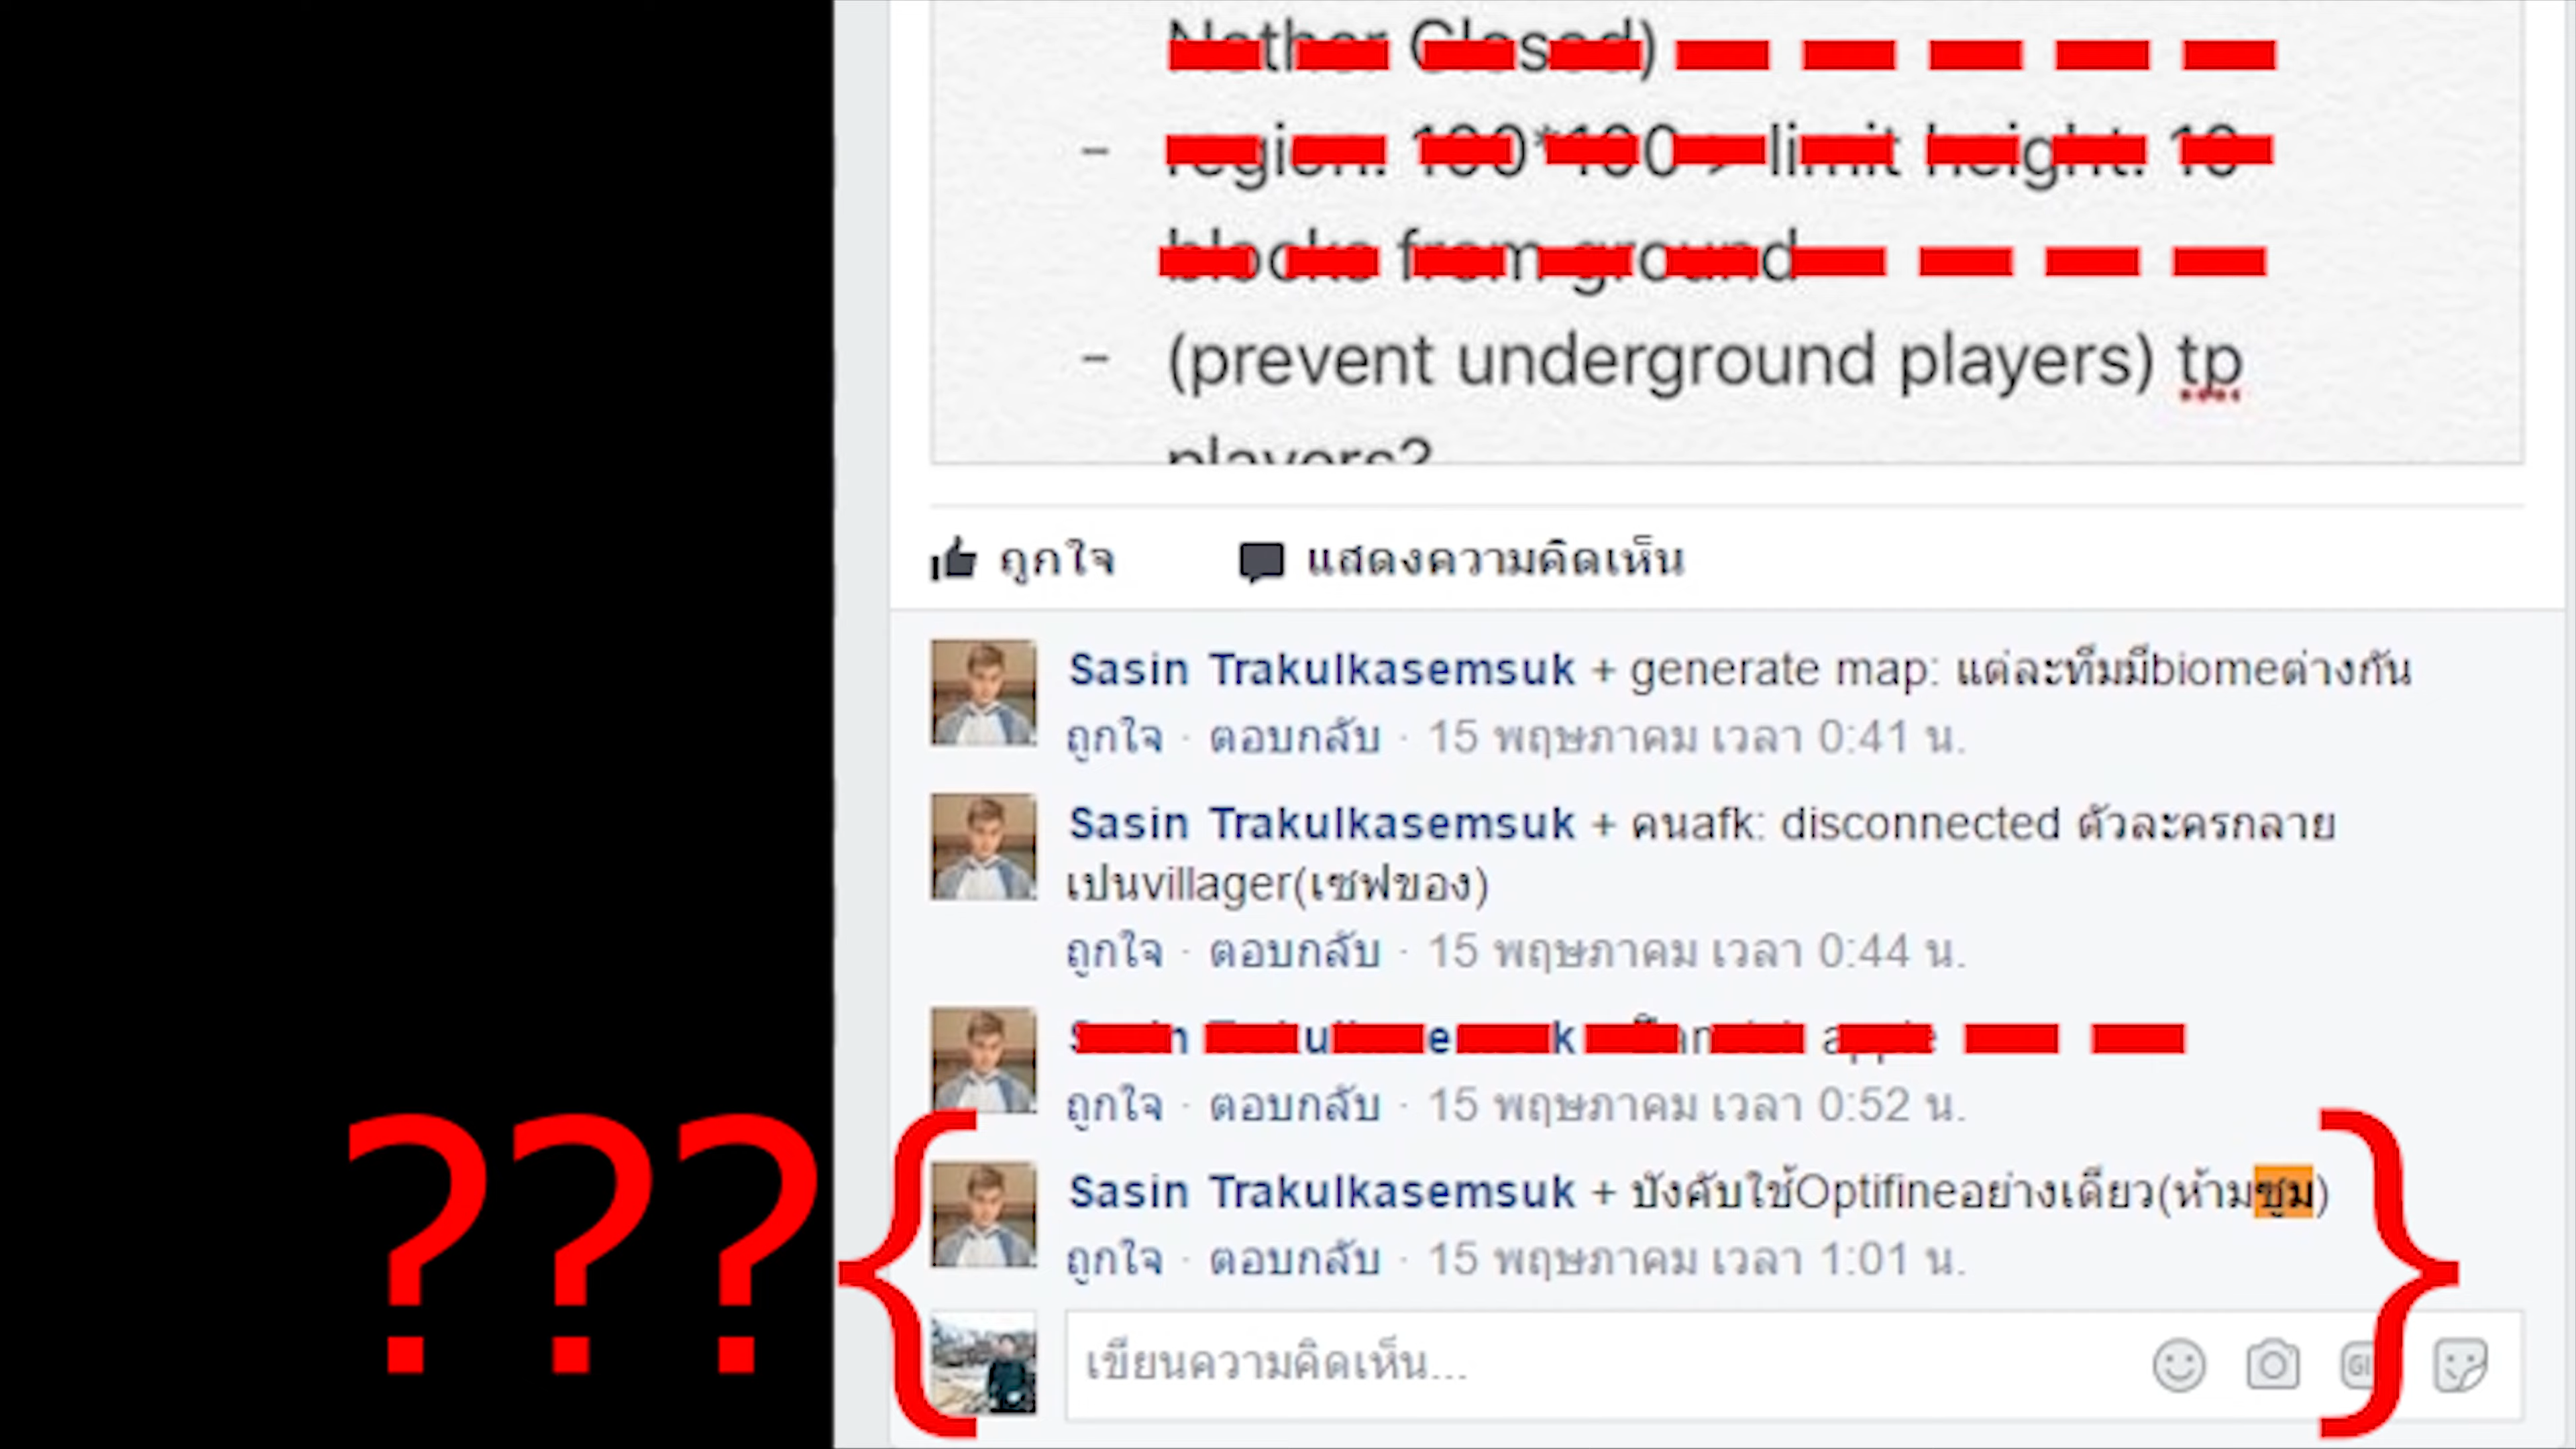 Nether Closed)
- region: 100*100 > limit height: 10
blocks from ground
- (prevent underground players) tp
players?
ถูกใจ แสดงความคิดเห็น
Sasin Trakulkasemsuk + generate map: แต่ละทีมมีbiomeต่างกัน
ถูกใจ · ตอบกลับ · 15 พฤษภาคม เวลา 0:41 น.
Sasin Trakulkasemsuk + คนafk: disconnected ตัวละครกลาย
เปนvillager(เซฟของ)
ถูกใจ · ตอบกลับ · 15 พฤษภาคม เวลา 0:44 น.
Sasin Trakulkasemsuk
ถูกใจ · ตอบกลับ · 15 พฤษภาคม เวลา 0:52 น.
Sasin Trakulkasemsuk + บังคับใช้Optifineอย่างเดียว(ห้ามซูม)
ถูกใจ · ตอบกลับ · 15 พฤษภาคม เวลา 1:01 น.
???
เขียนความคิดเห็น...